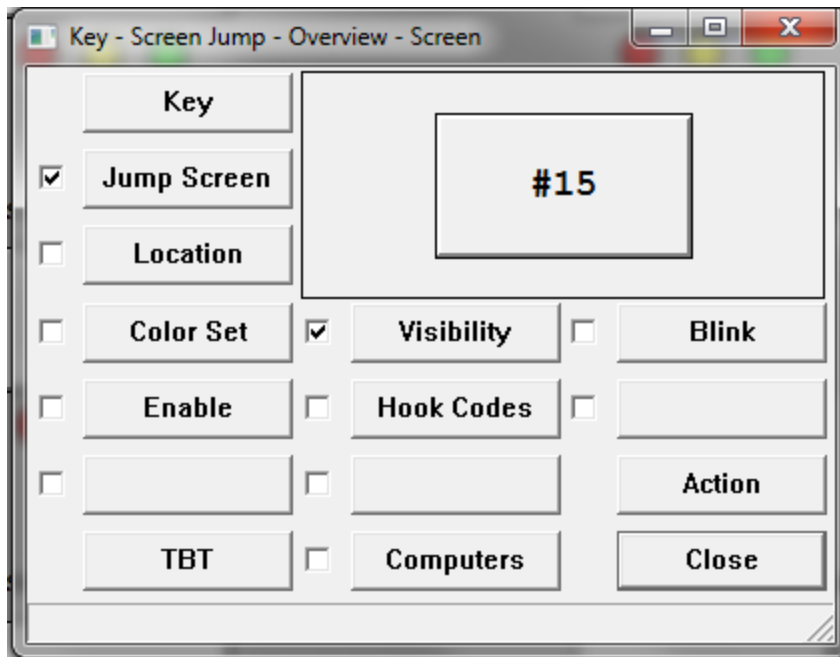 Key - Screen Jump - Overview - Screen
Key
#15
Jump Screen
Location
Color Set
Visibility
Blink
Enable
Hook Codes
Action
TBT
Computers
Close